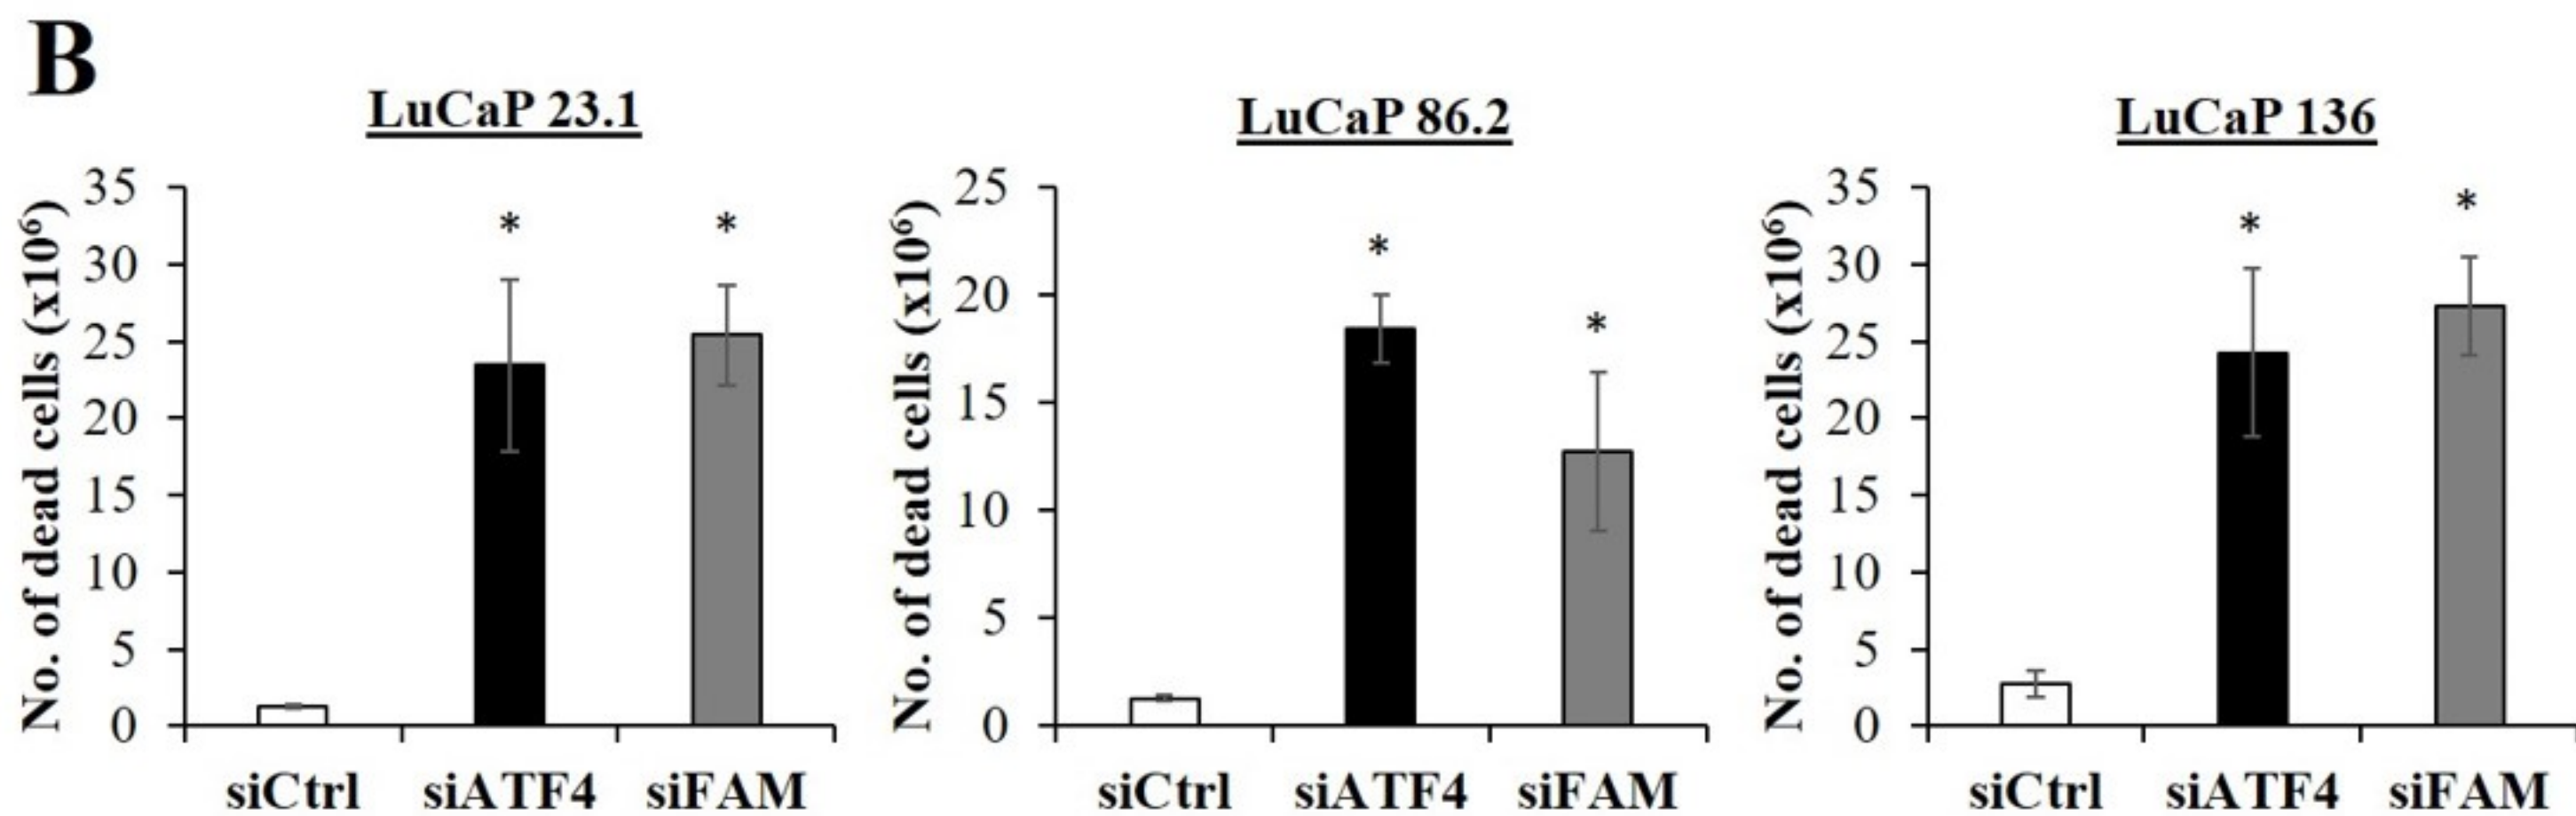 B
LuCaP 23.1
No. of dead cells (x10⁶)
35
30
25
20
15
10
5
0
*
*
siCtrl siATF4 siFAM
LuCaP 86.2
No. of dead cells (x10⁶)
25
20
15
10
5
0
*
*
siCtrl siATF4 siFAM
LuCaP 136
No. of dead cells (x10⁶)
35
30
25
20
15
10
5
0
*
*
siCtrl siATF4 siFAM